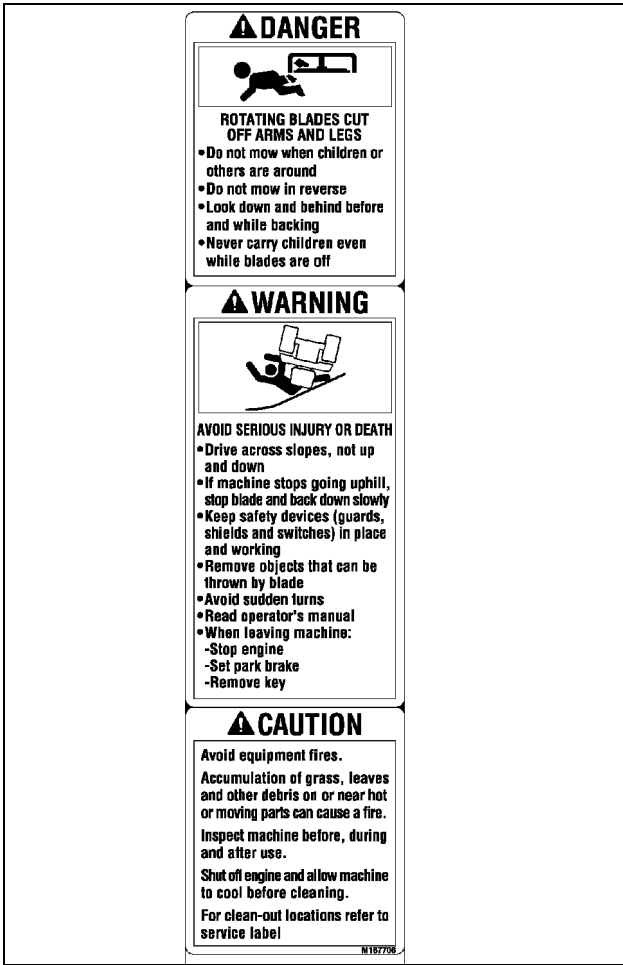 DANGER
ROTATING BLADES CUT
OFF ARMS AND LEGS
•Do not mow when children or
others are around
•Do not mow in reverse
•Look down and behind before
and while backing
•Never carry children even
while blades are off
WARNING
AVOID SERIOUS INJURY OR DEATH
•Drive across slopes, not up
and down
•If machine stops going uphill,
stop blade and back down slowly
•Keep safety devices (guards,
shields and switches) in place
and working
•Remove objects that can be
thrown by blade
•Avoid sudden turns
•Read operator's manual
•When leaving machine:
-Stop engine
-Set park brake
-Remove key
CAUTION
Avoid equipment fires.
Accumulation of grass, leaves
and other debris on or near hot
or moving parts can cause a fire.
Inspect machine before, during
and after use.
Shut off engine and allow machine
to cool before cleaning.
For clean-out locations refer to
service label
M167706